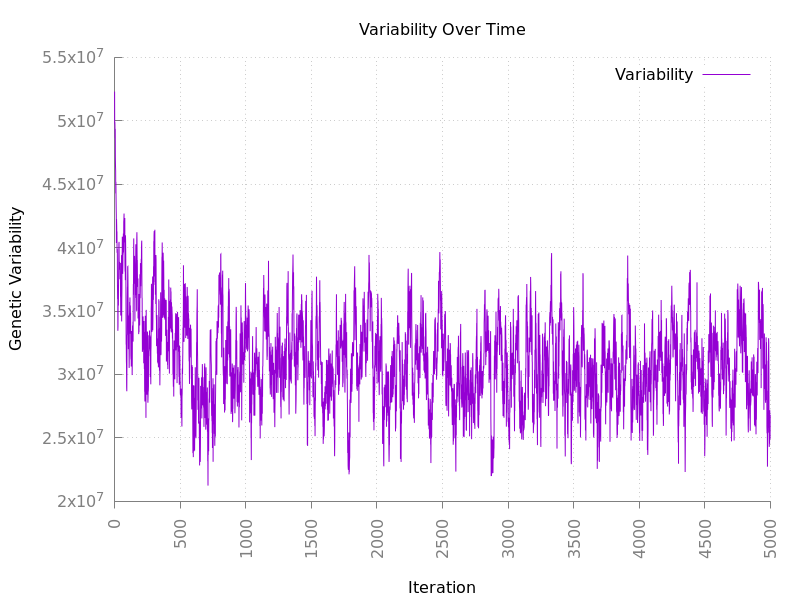 Variability Over Time
Variability
5.5x10^7
5x10^7
4.5x10^7
4x10^7
3.5x10^7
3x10^7
2.5x10^7
2x10^7
Genetic Variability
0 500 1000 1500 2000 2500 3000 3500 4000 4500 5000
Iteration